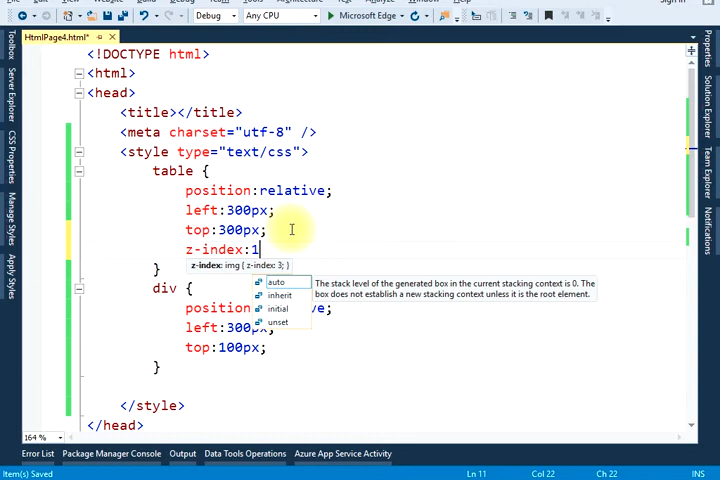 Debug
Any CPU
Microsoft Edge
HtmlPage4.html*
<!DOCTYPE html>
<html>
<head>
<title></title>
<meta charset="utf-8" />
<style type="text/css">
table {
position:relative;
left:300px;
top:300px;
z-index:1
z-index: img { z-index: 3; }
}
auto
The stack level of the generated box in the current stacking context is 0. The
box does not establish a new stacking context unless it is the root element.
inherit
initial
unset
div {
left:300
top:100px;
}
</style>
</head>
164 %
Toolbox
Server Explorer
CSS Properties
Manage Styles
Apply Styles
Properties
Solution Explorer
Team Explorer
Notifications
Error List
Package Manager Console
Output
Data Tools Operations
Azure App Service Activity
Item(s) Saved
Ln 11
Col 22
Ch 22
INS